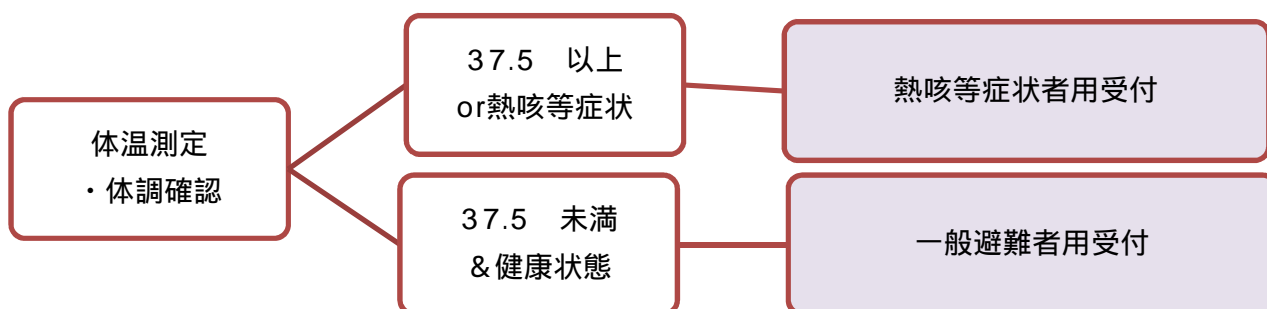 体温測定
・体調確認
37.5　以上
or熱咳等症状
熱咳等症状者用受付
37.5　未満
＆健康状態
一般避難者用受付